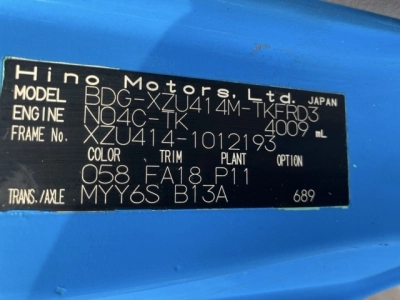 Hino Motors, Ltd. JAPAN
MODEL BDG-XZU414M-TKFRD3
ENGINE N04C-TK 4009 mL
FRAME No. XZU414-1012193
COLOR TRIM PLANT OPTION
058 FA18 P11
TRANS./AXLE MYY6S B13A 689